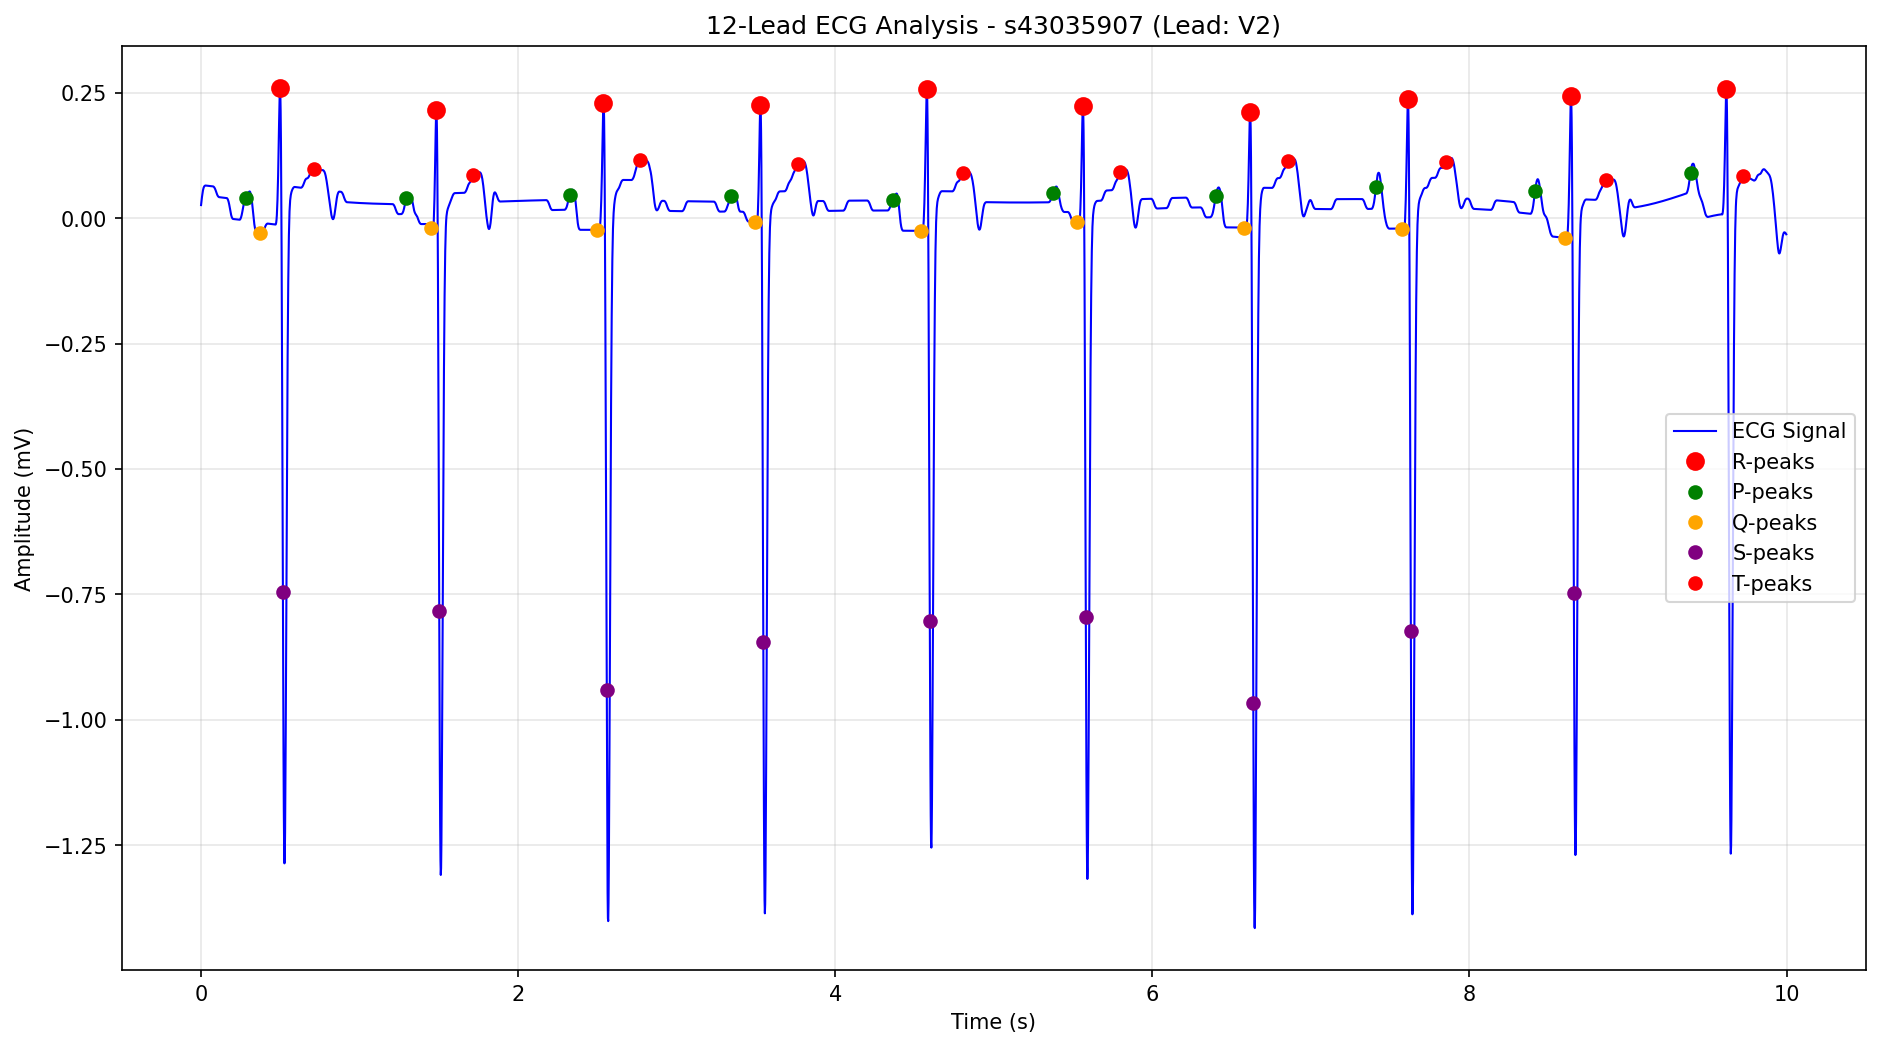 12-Lead ECG Analysis - s43035907 (Lead: V2)
0.25
0.00
−0.25
−0.50
−0.75
−1.00
−1.25
Amplitude (mV)
ECG Signal
R-peaks
P-peaks
Q-peaks
S-peaks
T-peaks
0 2 4 6 8 10
Time (s)